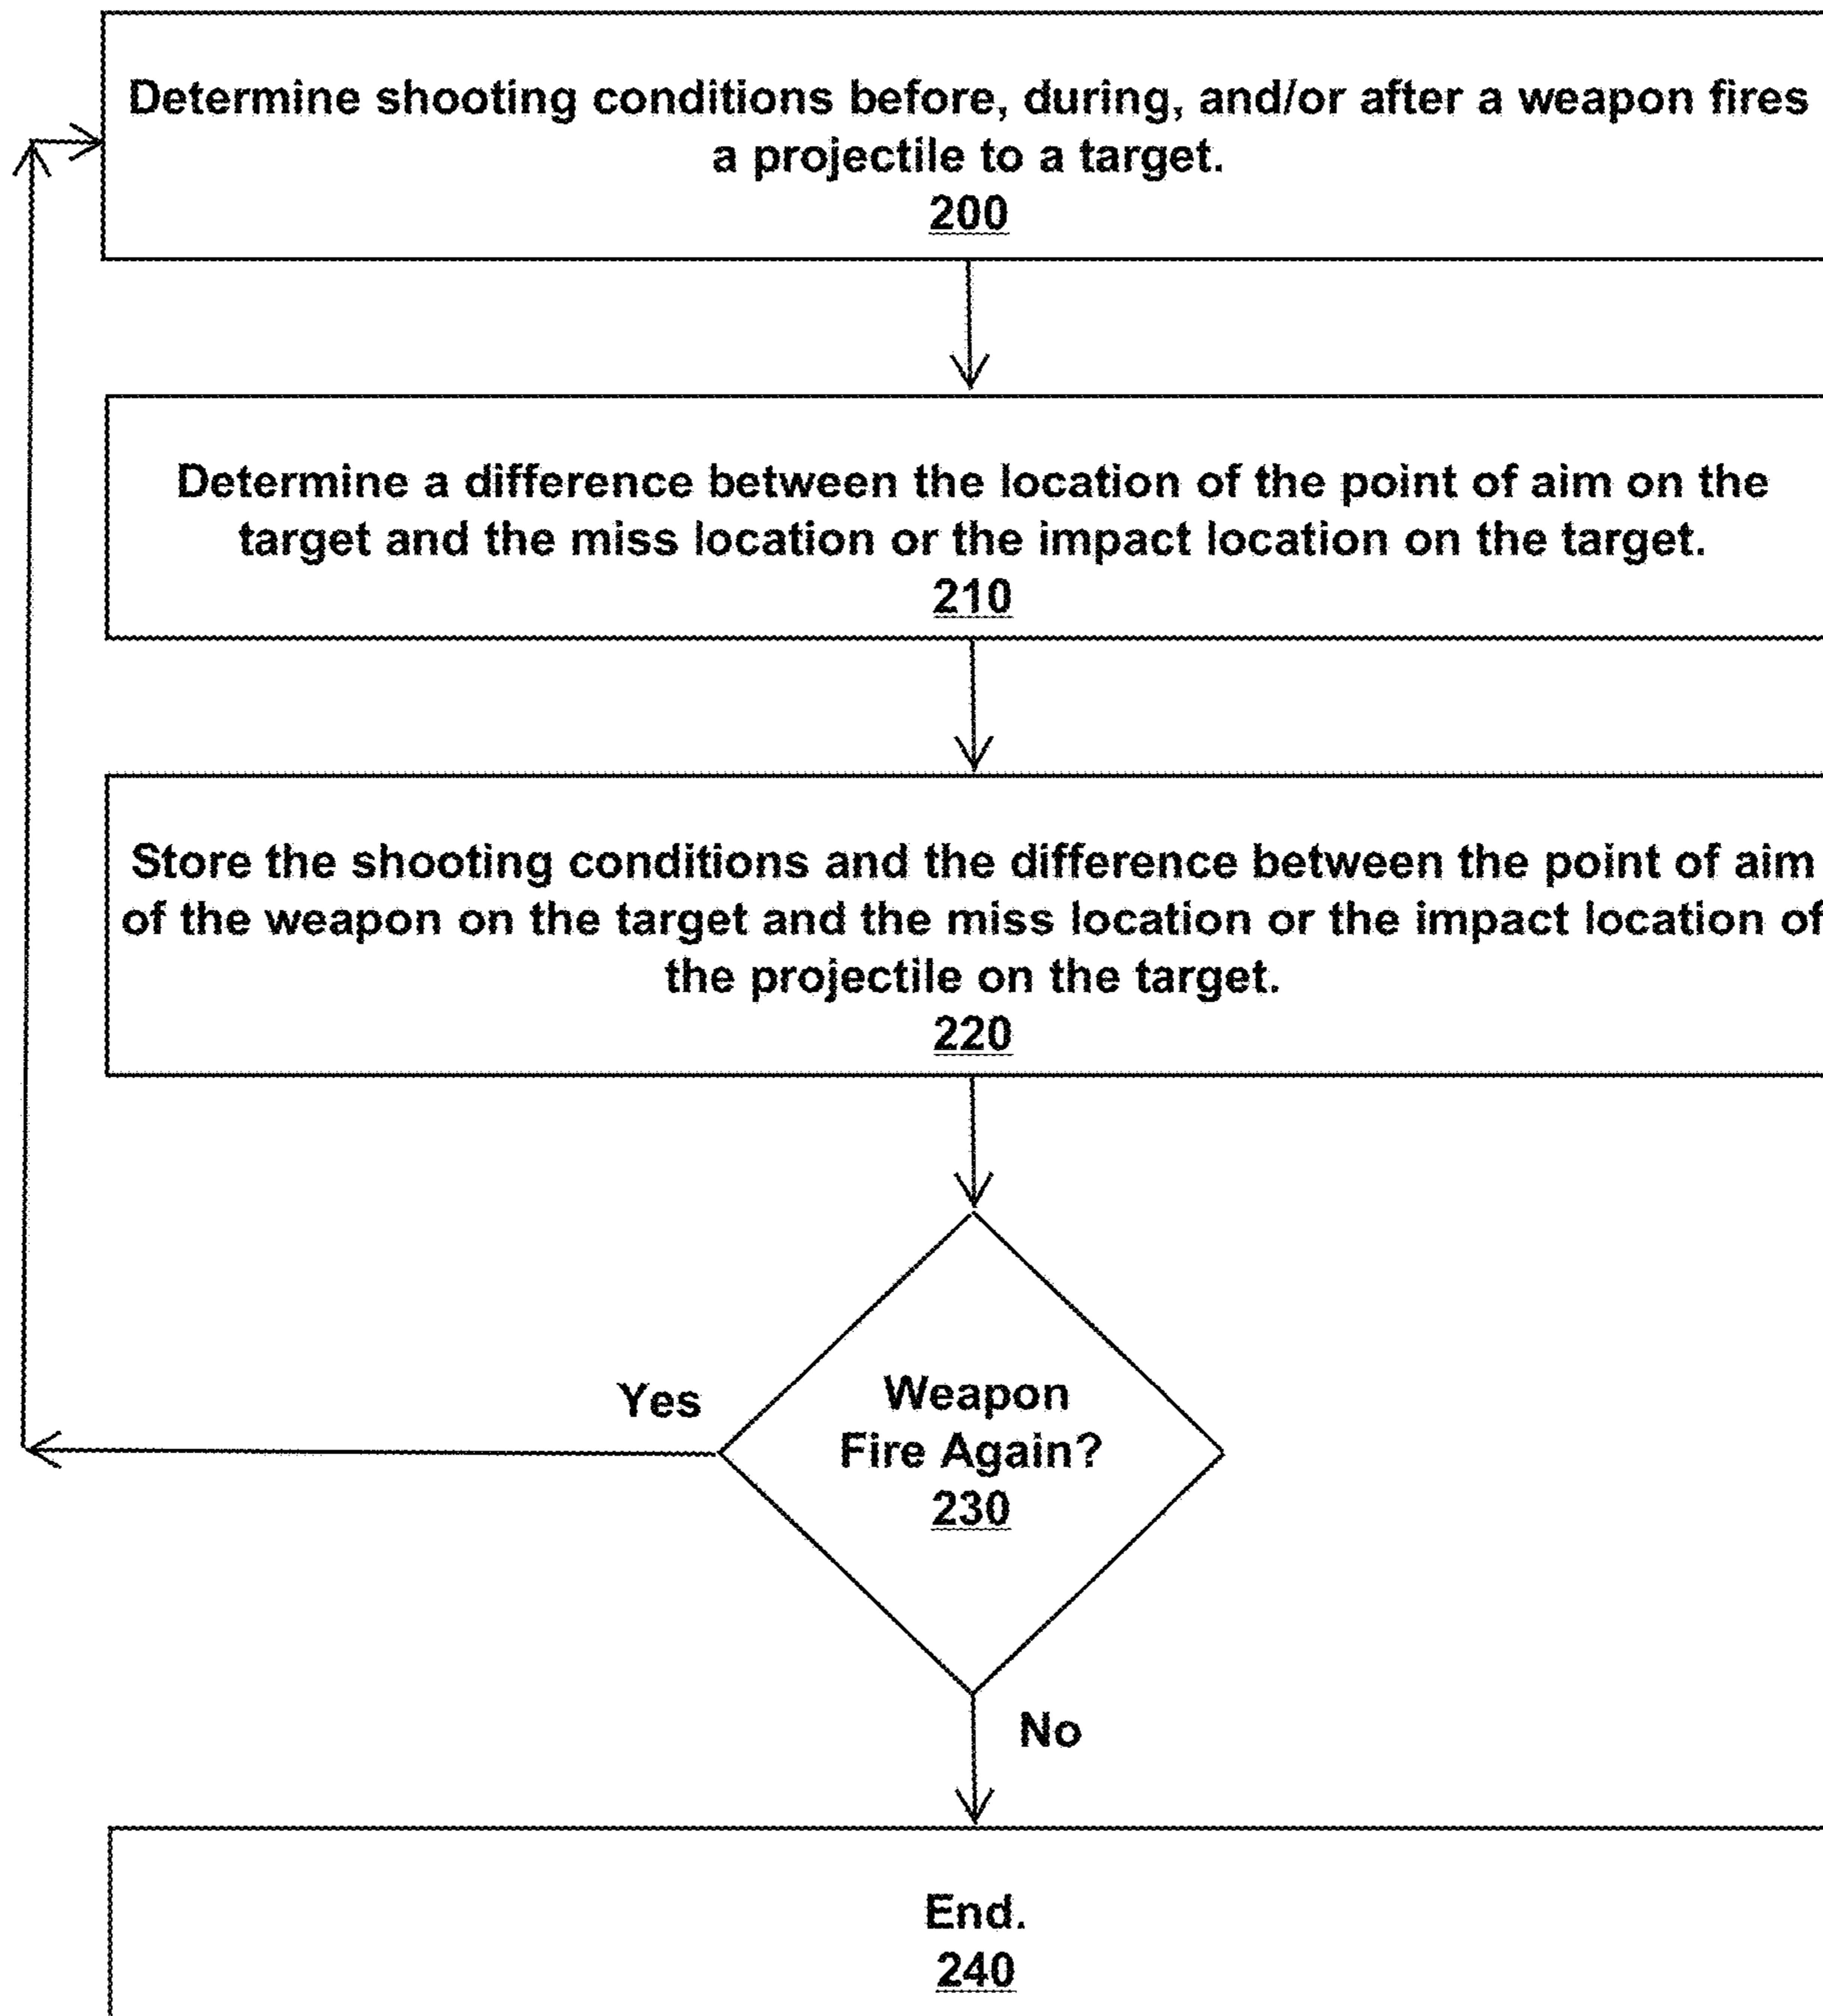 Determine shooting conditions before, during, and/or after a weapon fires
a projectile to a target.
200
Determine a difference between the location of the point of aim on the
target and the miss location or the impact location on the target.
210
Store the shooting conditions and the difference between the point of aim
of the weapon on the target and the miss location or the impact location of
the projectile on the target.
220
Yes
Weapon
Fire Again?
230
No
End.
240